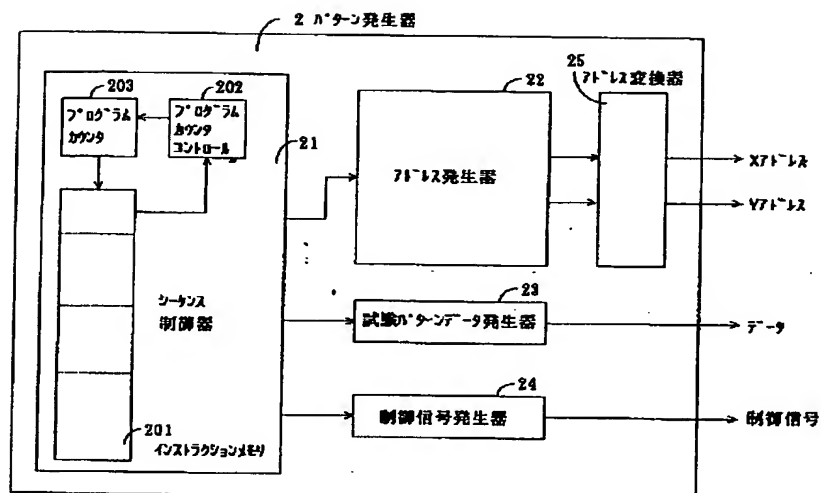 2 ﾊﾟﾀｰﾝ発生器
203
ﾌﾟﾛｸﾞﾗﾑ
ｶｳﾝﾀ
202
ﾌﾟﾛｸﾞﾗﾑ
ｶｳﾝﾀ
ｺﾝﾄﾛｰﾙ
21
ｼｰｹﾝｽ
制御器
201
ｲﾝｽﾄﾗｸｼｮﾝﾒﾓﾘ
22
ｱﾄﾞﾚｽ発生器
25
ｱﾄﾞﾚｽ変換器
Xｱﾄﾞﾚｽ
Yｱﾄﾞﾚｽ
23
試験ﾊﾟﾀｰﾝﾃﾞｰﾀ発生器
ﾃﾞｰﾀ
24
制御信号発生器
制御信号